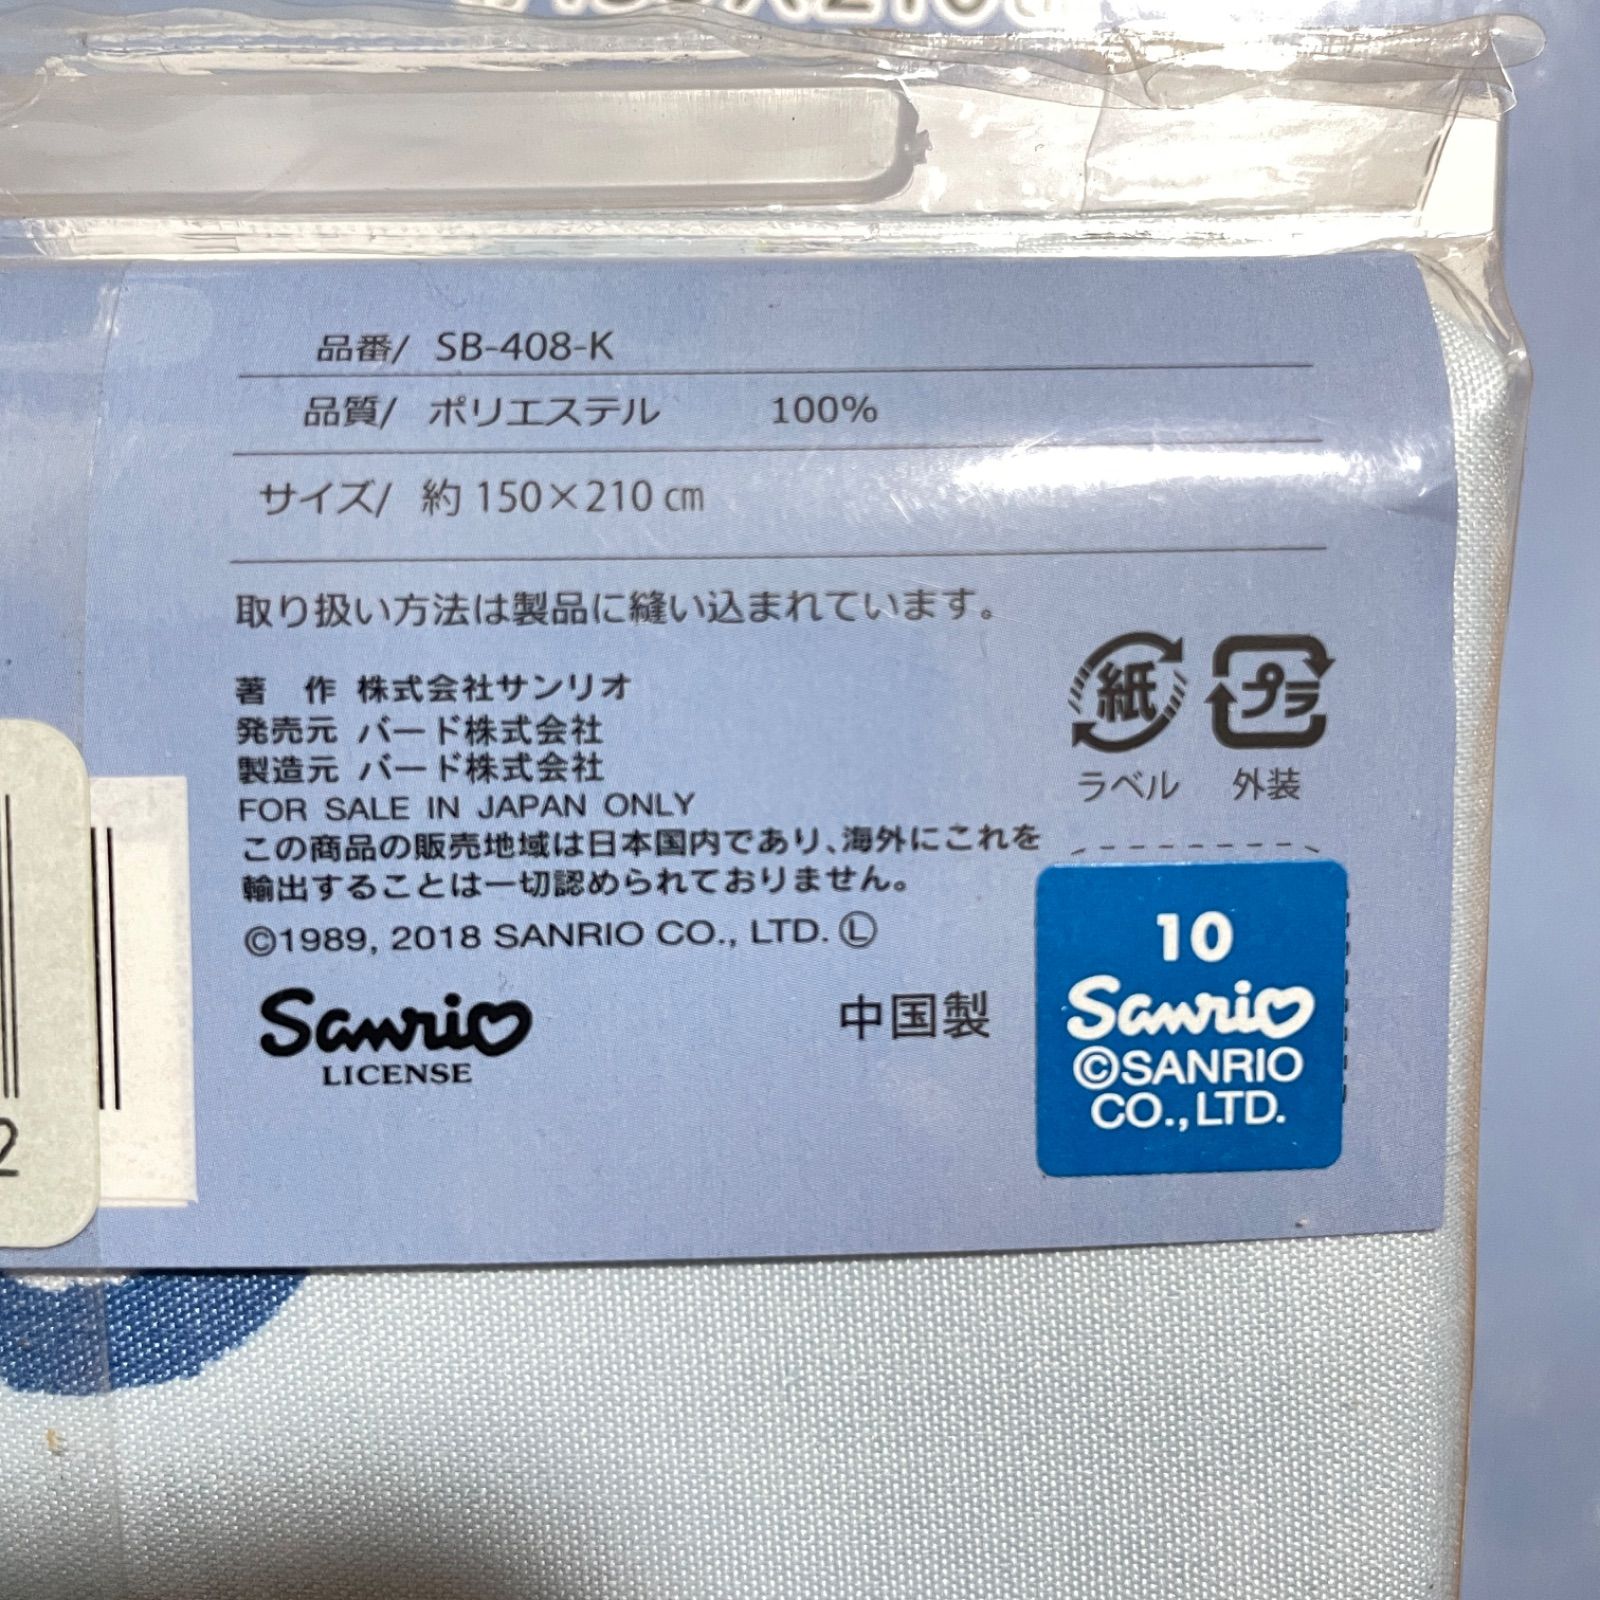 品番/ SB-408-K
品質/ ポリエステル 100%
サイズ/ 約 150×210 ㎝
取り扱い方法は製品に縫い込まれています。
著 作 株式会社サンリオ
発売元 バード株式会社
製造元 バード株式会社
FOR SALE IN JAPAN ONLY
この商品の販売地域は日本国内であり、海外にこれを
輸出することは一切認められておりません。
©1989, 2018 SANRIO CO., LTD. Ⓛ
Sanrio
LICENSE
中国製
紙
ラベル
プラ
外装
10
Sanrio
©SANRIO
CO., LTD.
2